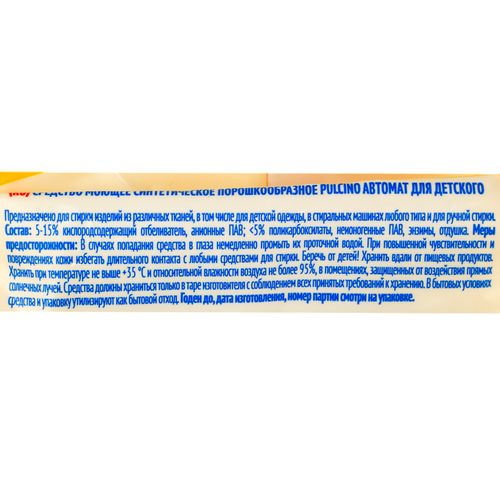 (RU) СРЕДСТВО МОЮЩЕЕ СИНТЕТИЧЕСКОЕ ПОРОШКООБРАЗНОЕ PULCINO АВТОМАТ ДЛЯ ДЕТСКОГО
Предназначено для стирки изделий из различных тканей, в том числе для детской одежды, в стиральных машинах любого типа и для ручной стирки.
Состав: 5-15% кислородсодержащий отбеливатель, анионные ПАВ; <5% поликарбоксилаты, неионогенные ПАВ, энзимы, отдушка. Меры
предосторожности: В случаях попадания средства в глаза немедленно промыть их проточной водой. При повышенной чувствительности и
повреждениях кожи избегать длительного контакта с любыми средствами для стирки. Беречь от детей! Хранить вдали от пищевых продуктов.
Хранить при температуре не выше +35 °С и относительной влажности воздуха не более 95%, в помещениях, защищенных от воздействия прямых
солнечных лучей. Средства должны храниться только в таре изготовителя с соблюдением всех принятых требований к хранению. В бытовых условиях
средства и упаковку утилизируют как бытовой отход. Годен до, дата изготовления, номер партии смотри на упаковке.